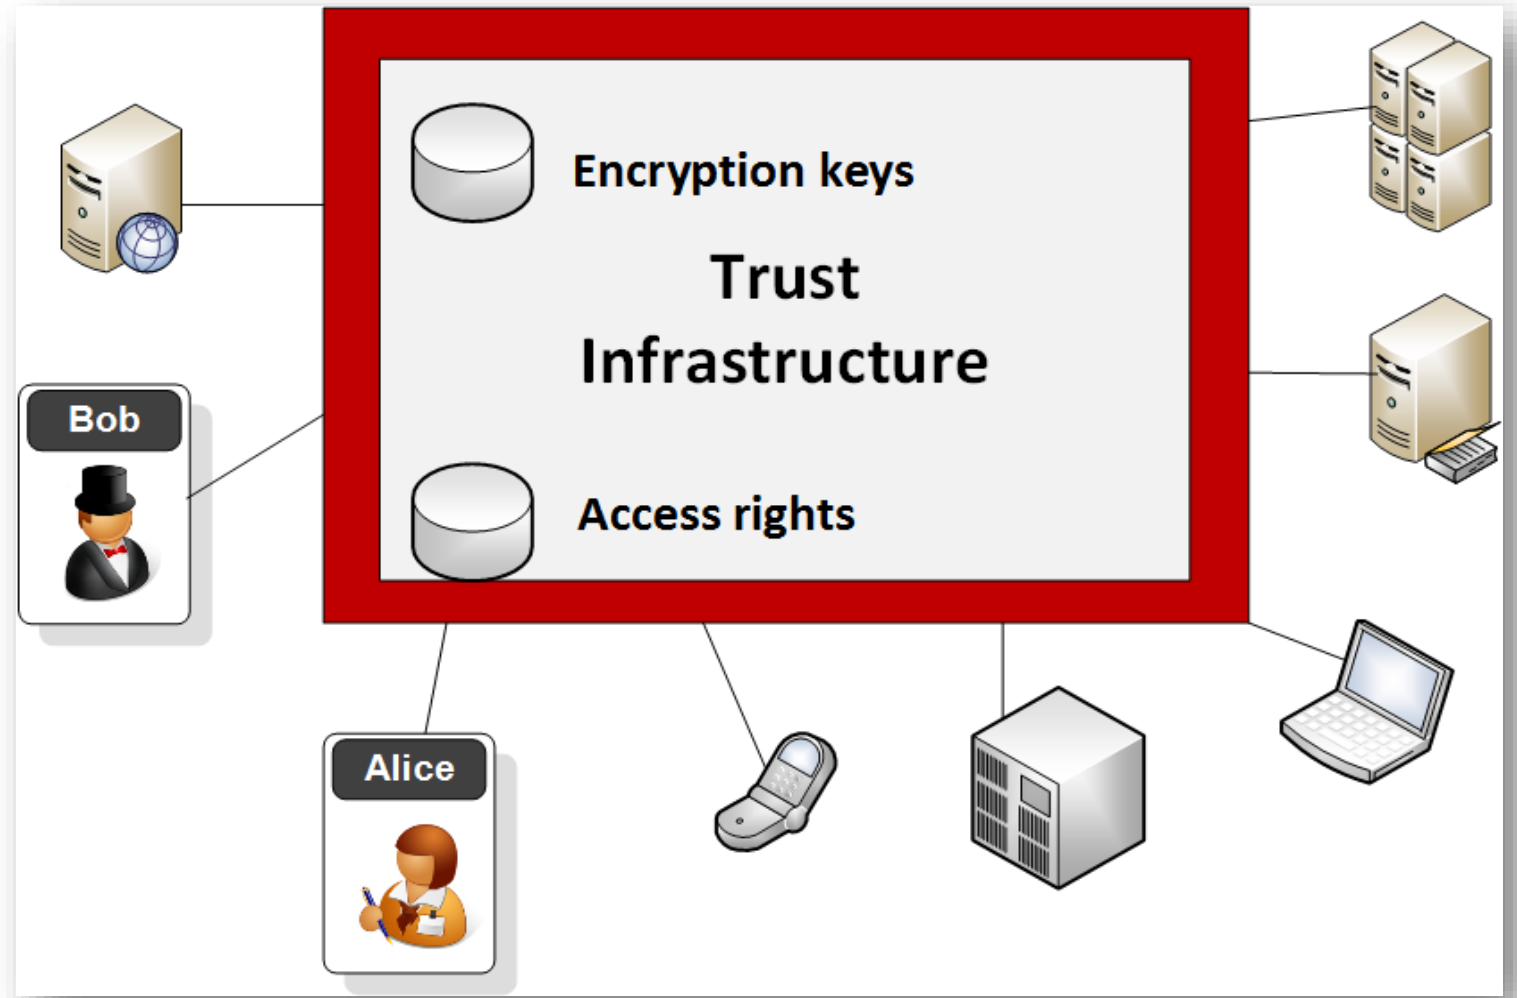 Encryption keys
Trust
Infrastructure
Access rights
Bob
Alice